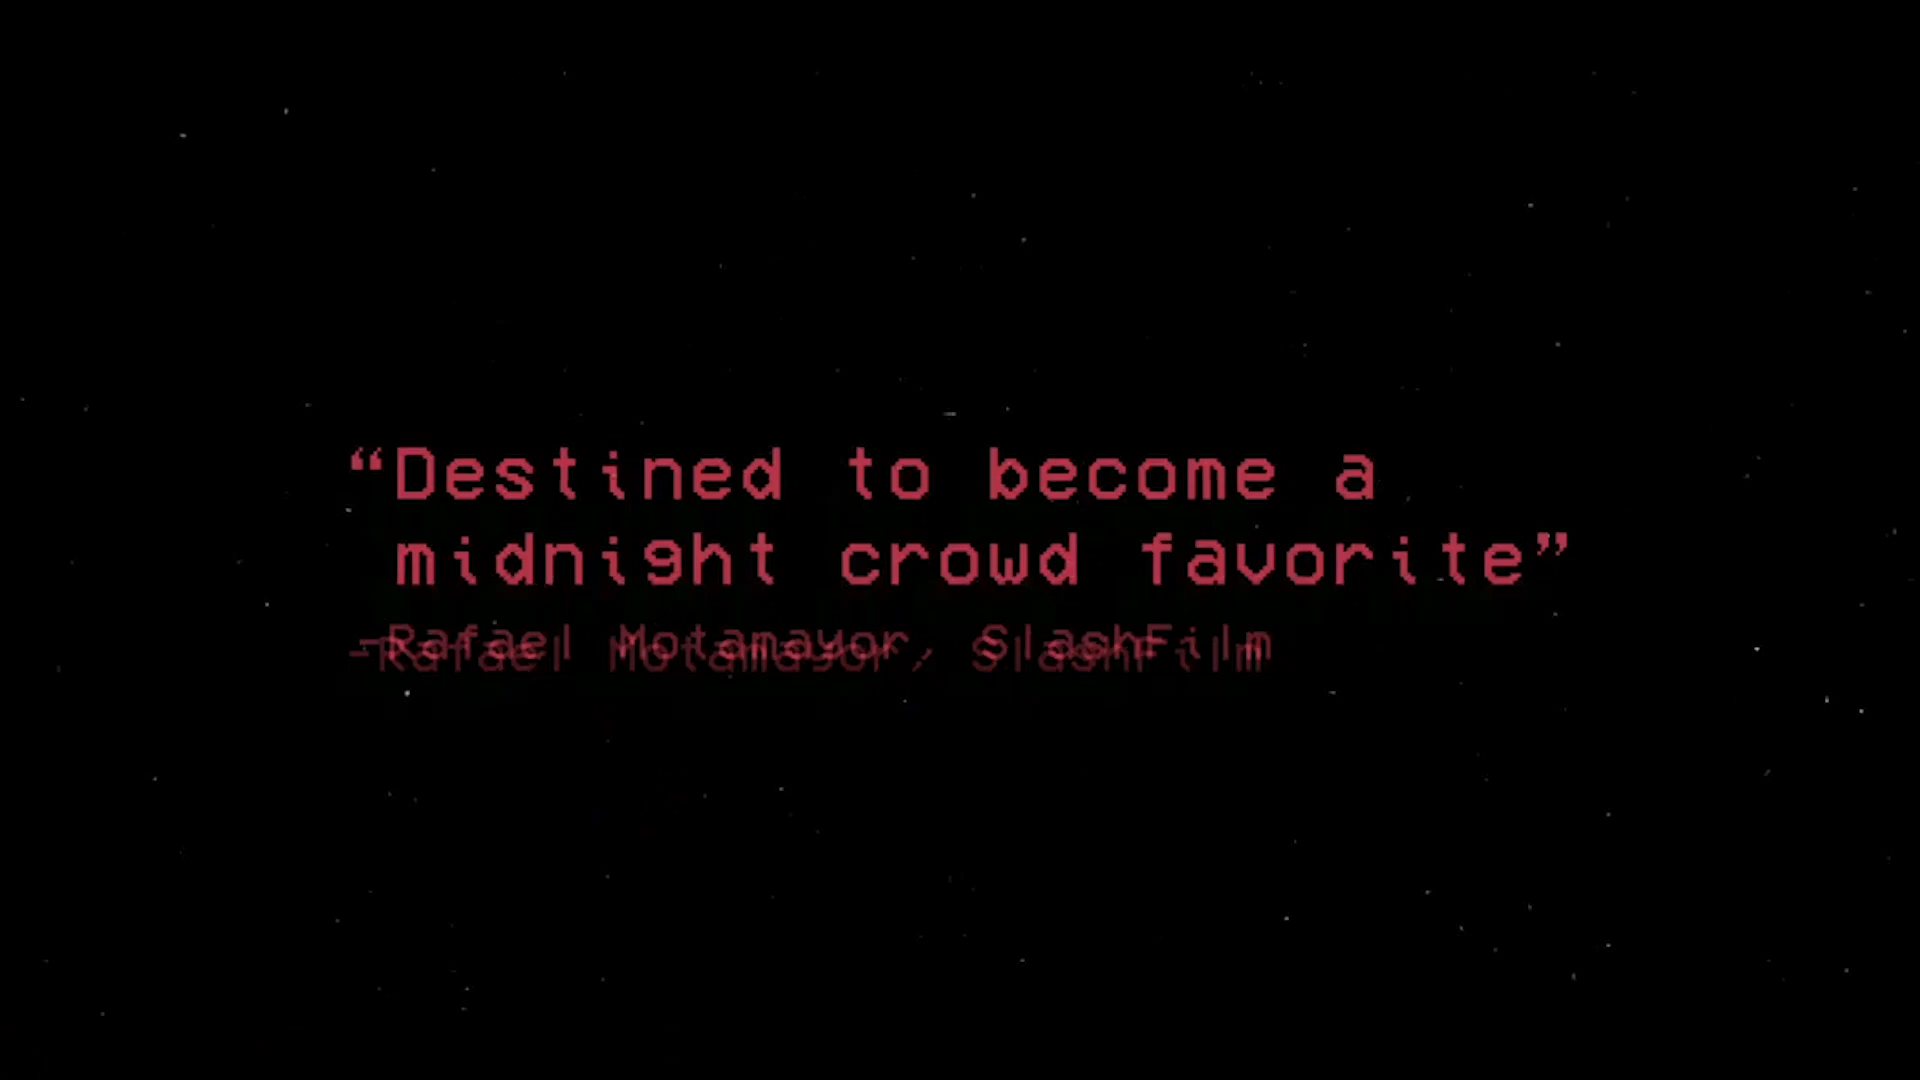 “Destined to become a
midnight crowd favorite”
-Rafael Motamayor, SlashFilm